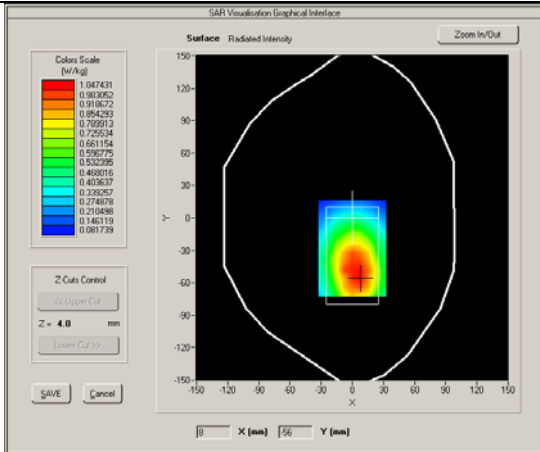 SAR Visualisation Graphical Interface
Surface Radiated Intensity
Zoom In/Out
Colors Scale
(W/kg)
1.047431
0.983052
0.918672
0.854293
0.789913
0.725534
0.661154
0.596775
0.532395
0.468016
0.403637
0.339257
0.274878
0.210498
0.146119
0.081739
Z-Cuts Control
<< Upper Cut
Z = 4.0 mm
Lower Cut >>
SAVE Cancel
150
120
90
60
30
0
-30
-60
-90
-120
-150
Y
-150 -120 -90 -60 -30 0 30 60 90 120 150
X
8 X (mm) -56 Y (mm)